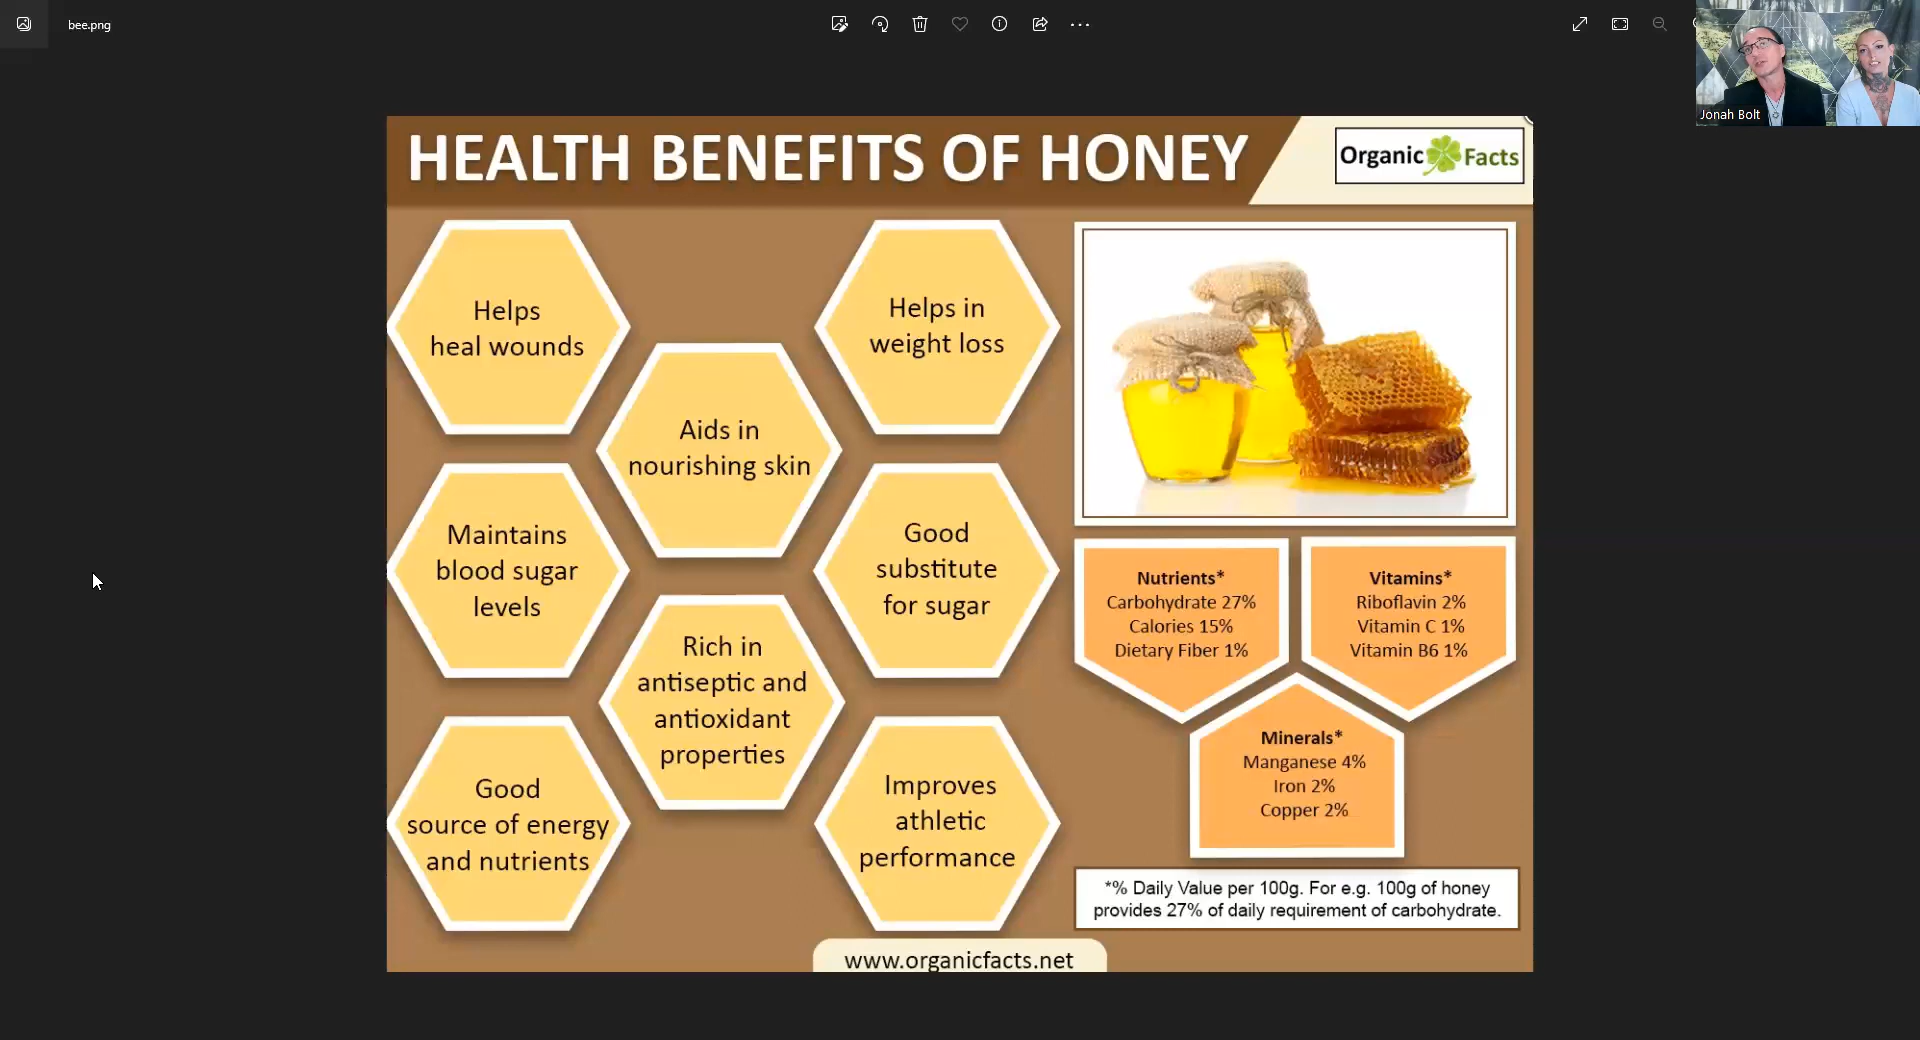 bee.png
Jonah Bolt
HEALTH BENEFITS OF HONEY
Organic Facts
Helps
heal wounds
Helps in
weight loss
Aids in
nourishing skin
Maintains
blood sugar
levels
Good
substitute
for sugar
Rich in
antiseptic and
antioxidant
properties
Good
source of energy
and nutrients
Improves
athletic
performance
Nutrients*
Carbohydrate 27%
Calories 15%
Dietary Fiber 1%
Vitamins*
Riboflavin 2%
Vitamin C 1%
Vitamin B6 1%
Minerals*
Manganese 4%
Iron 2%
Copper 2%
*% Daily Value per 100g. For e.g. 100g of honey
provides 27% of daily requirement of carbohydrate.
www.organicfacts.net